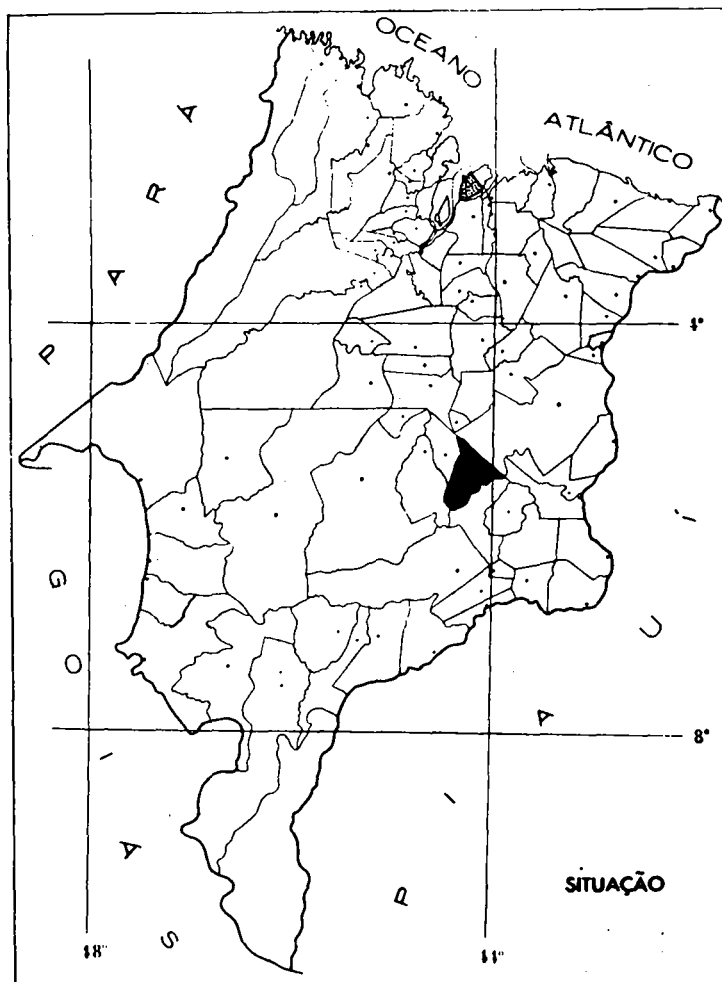 OCEANO
ATLÂNTICO
P A R A
4°
G O I A S
P I A U Í
8°
SITUAÇÃO
48°
44°